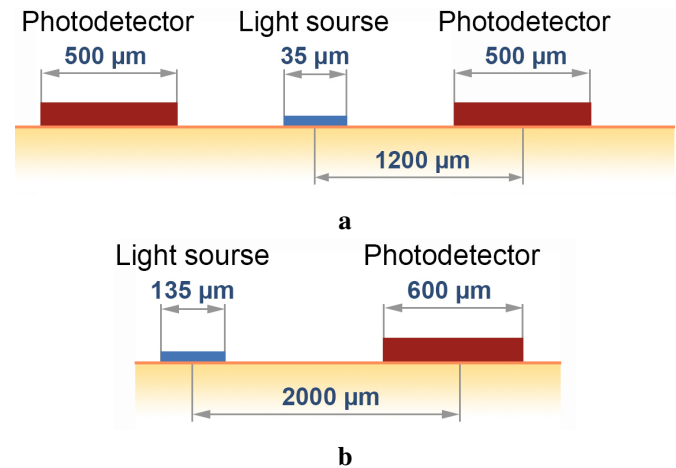 Photodetector Light sourse Photodetector
500 µm 35 µm 500 µm
1200 µm
a
Light sourse Photodetector
135 µm 600 µm
2000 µm
b